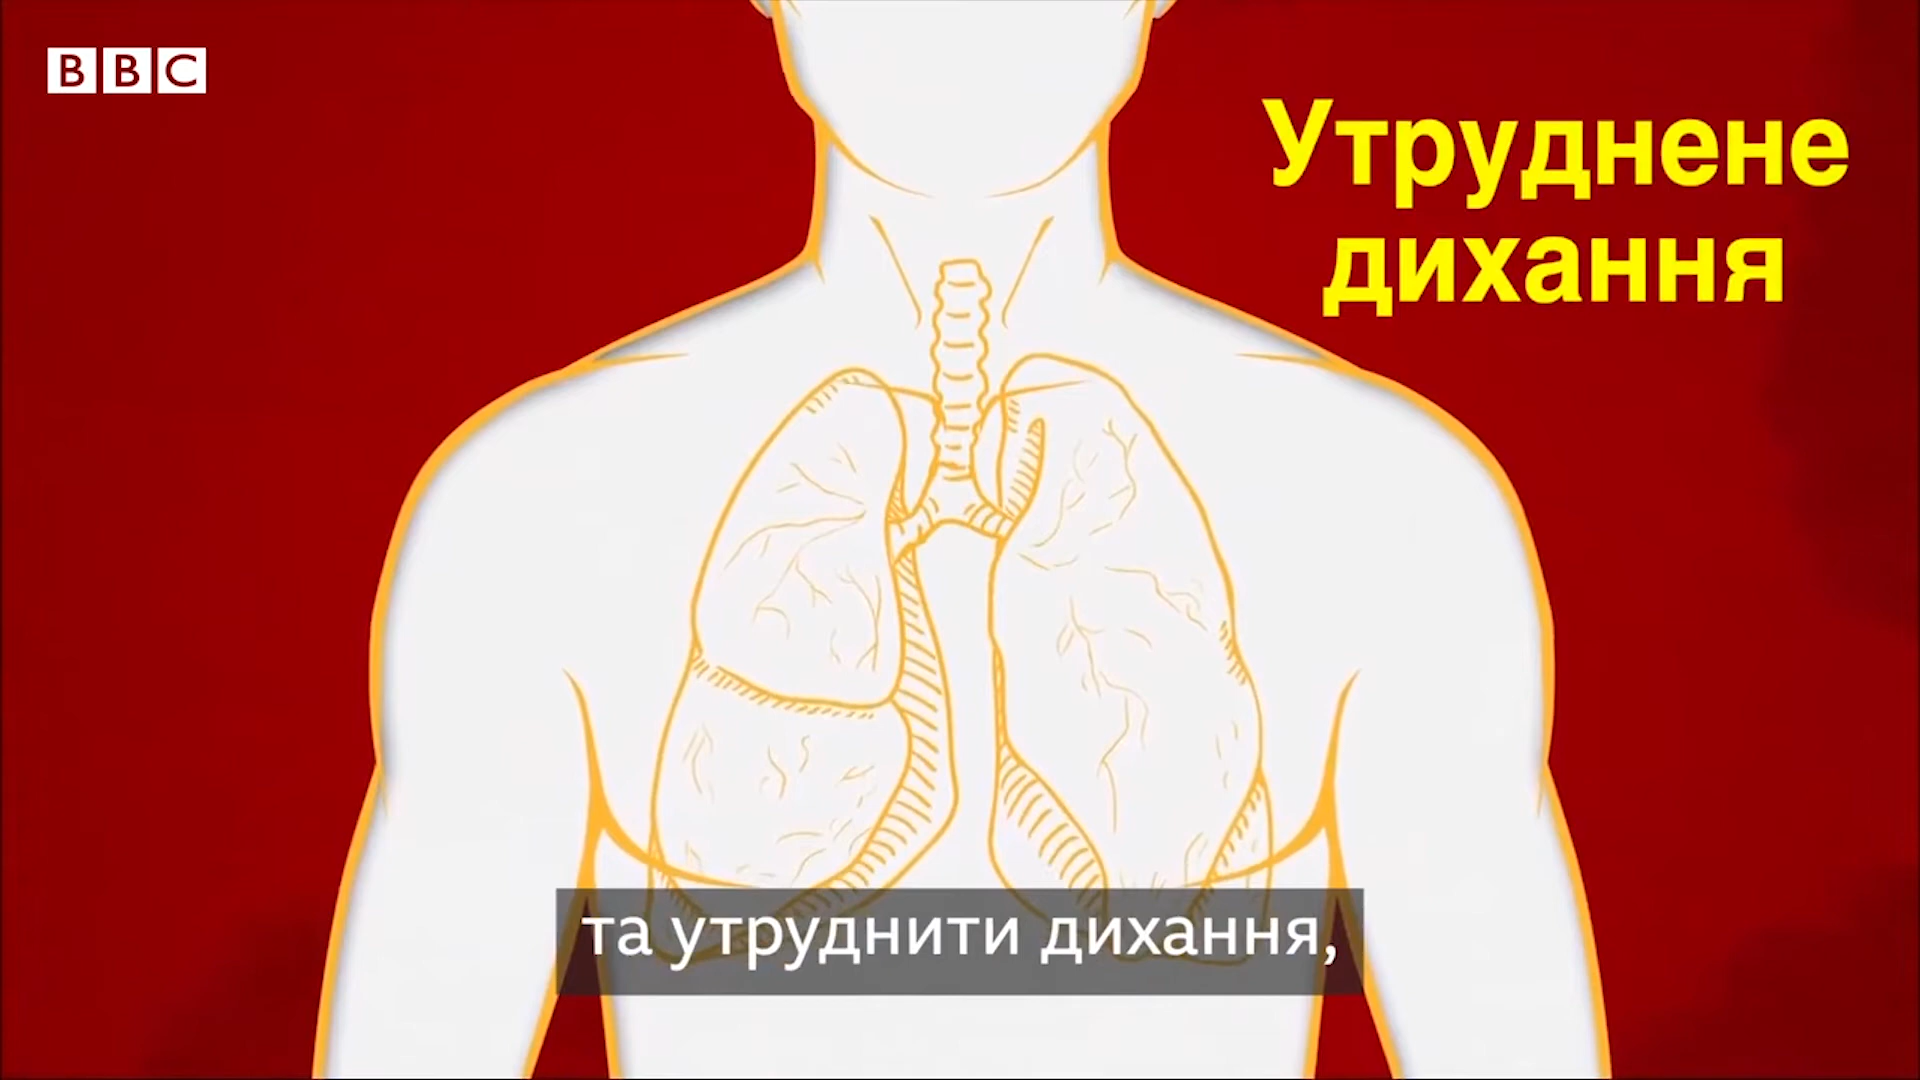 BBC
Утруднене
дихання
та утруднити дихання,